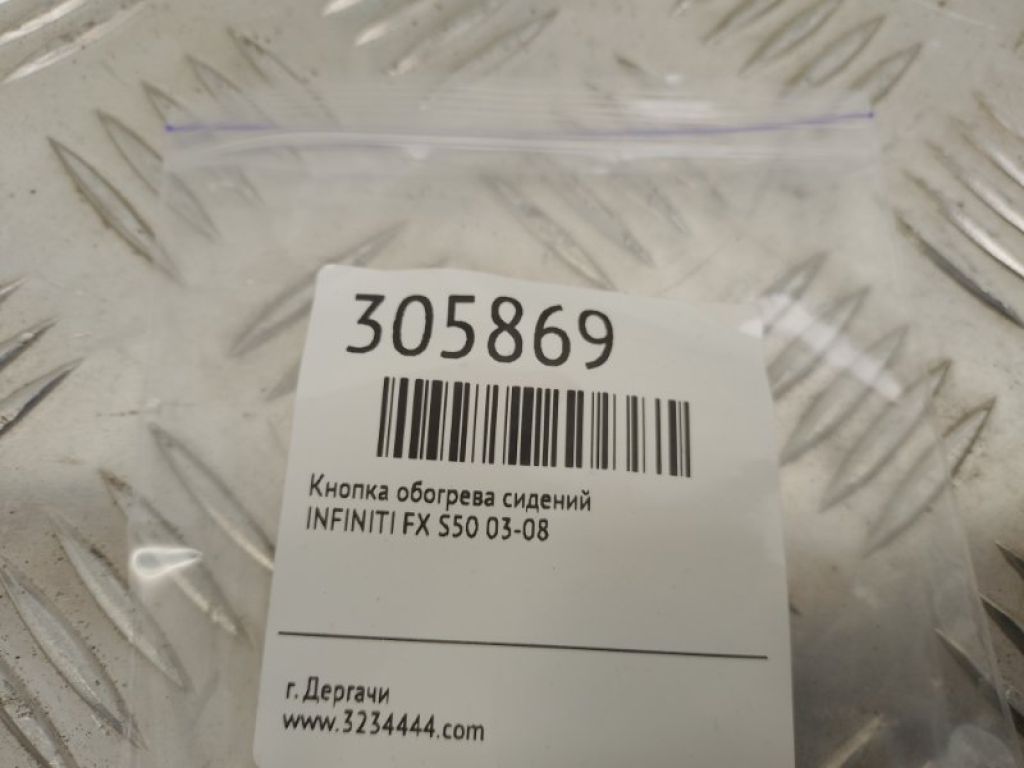 305869
Кнопка обогрева сидений
INFINITI FX S50 03-08
г. Дергачи
www.3234444.com